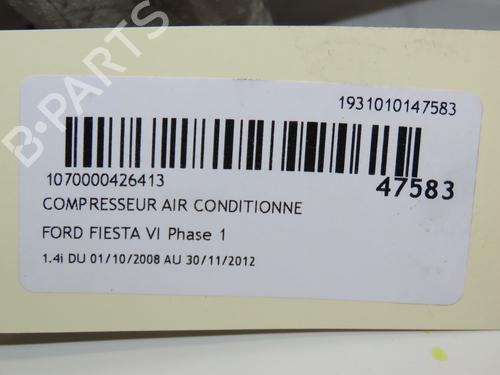 1931010147583
1070000426413
47583
COMPRESSEUR AIR CONDITIONNE
FORD FIESTA VI Phase 1
1.4i DU 01/10/2008 AU 30/11/2012
B-PARTS